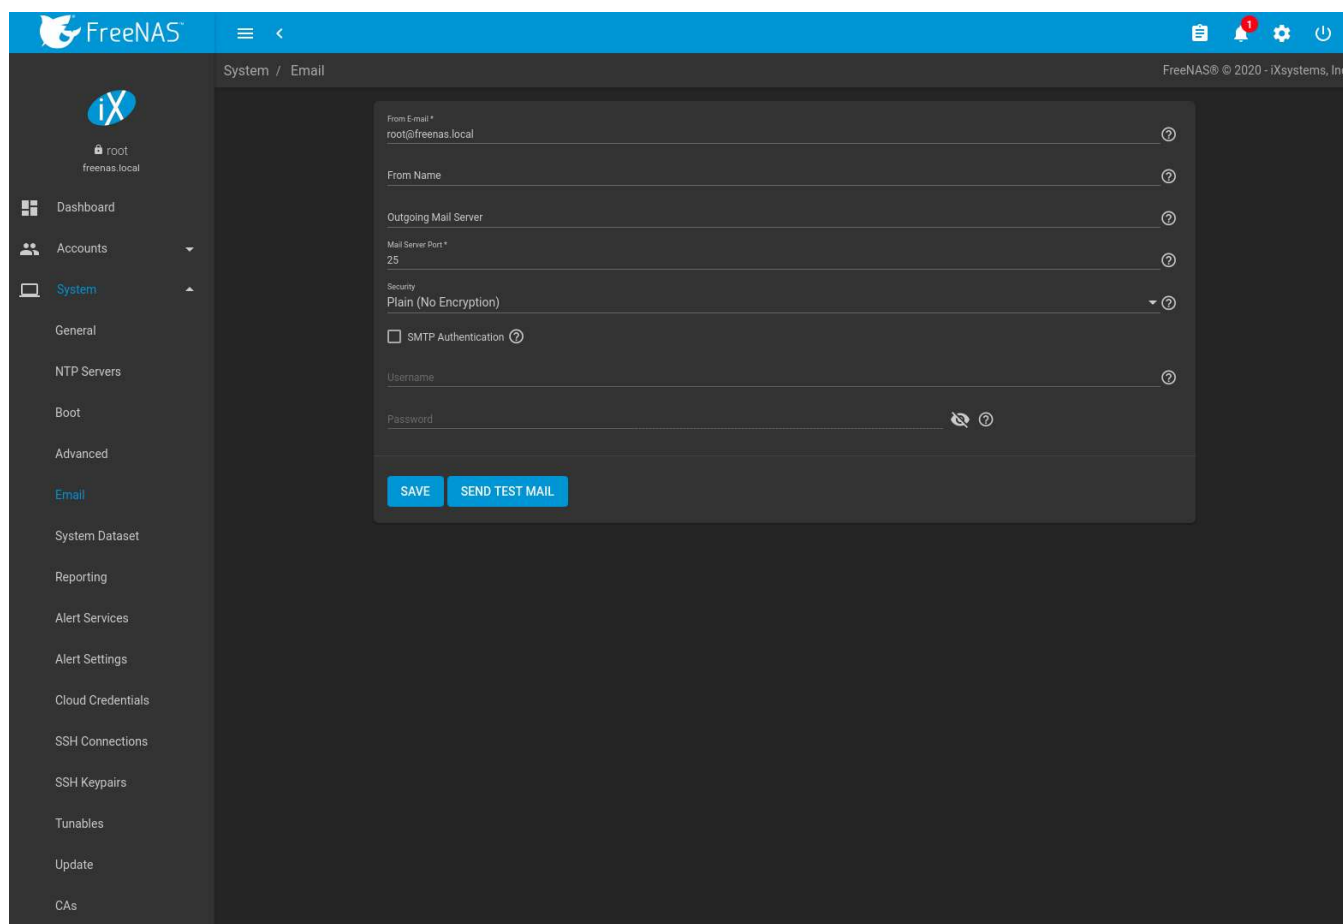 FreeNAS
1
System / Email
FreeNAS® © 2020 - iXsystems, Inc
iX
root
freenas.local
Dashboard
Accounts
System
General
NTP Servers
Boot
Advanced
Email
System Dataset
Reporting
Alert Services
Alert Settings
Cloud Credentials
SSH Connections
SSH Keypairs
Tunables
Update
CAs
From E-mail *
root@freenas.local
From Name
Outgoing Mail Server
Mail Server Port *
25
Security
Plain (No Encryption)
SMTP Authentication
Username
Password
SAVE
SEND TEST MAIL